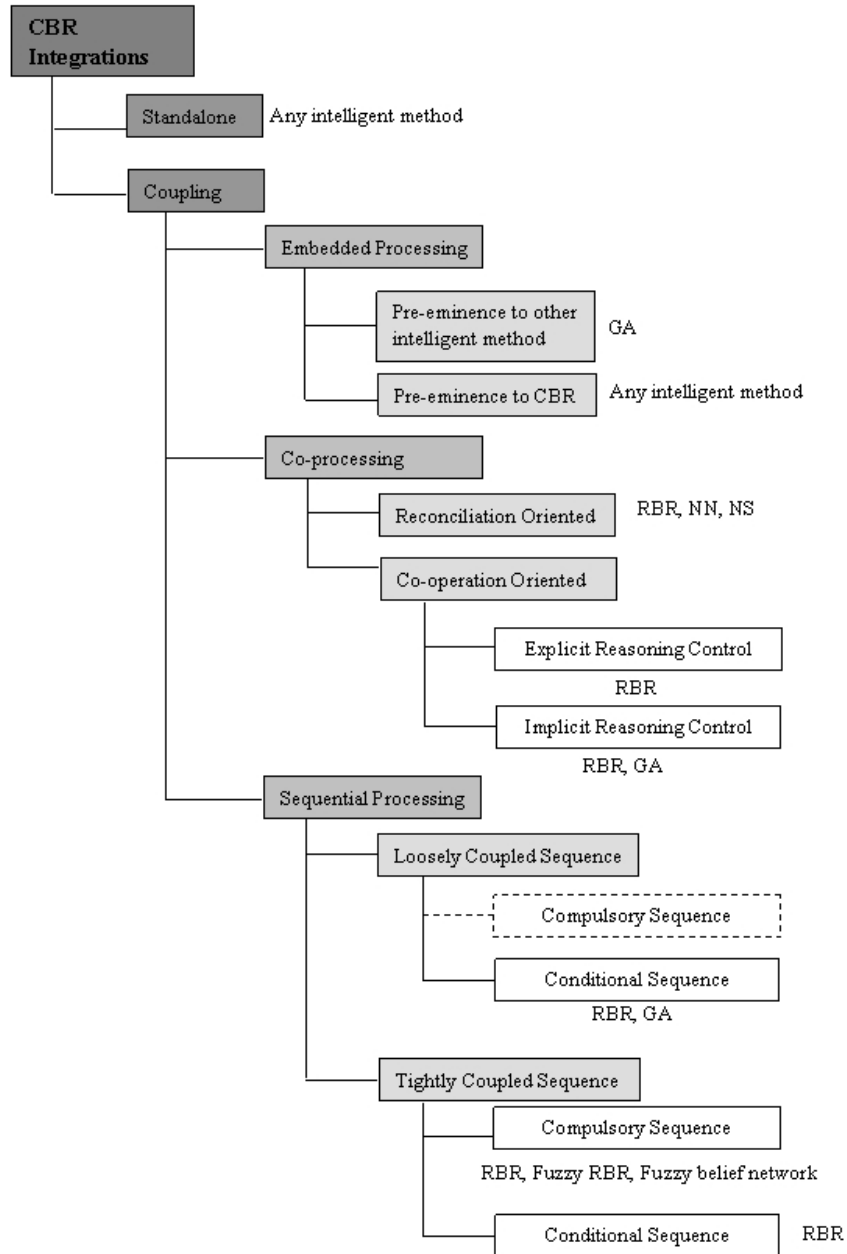 CBR
Integrations
Standalone
Any intelligent method
Coupling
Embedded Processing
Pre-eminence to other
intelligent method
GA
Pre-eminence to CBR
Any intelligent method
Co-processing
Reconciliation Oriented
RBR, NN, NS
Co-operation Oriented
Explicit Reasoning Control
RBR
Implicit Reasoning Control
RBR, GA
Sequential Processing
Loosely Coupled Sequence
Compulsory Sequence
Conditional Sequence
RBR, GA
Tightly Coupled Sequence
Compulsory Sequence
RBR, Fuzzy RBR, Fuzzy belief network
Conditional Sequence
RBR